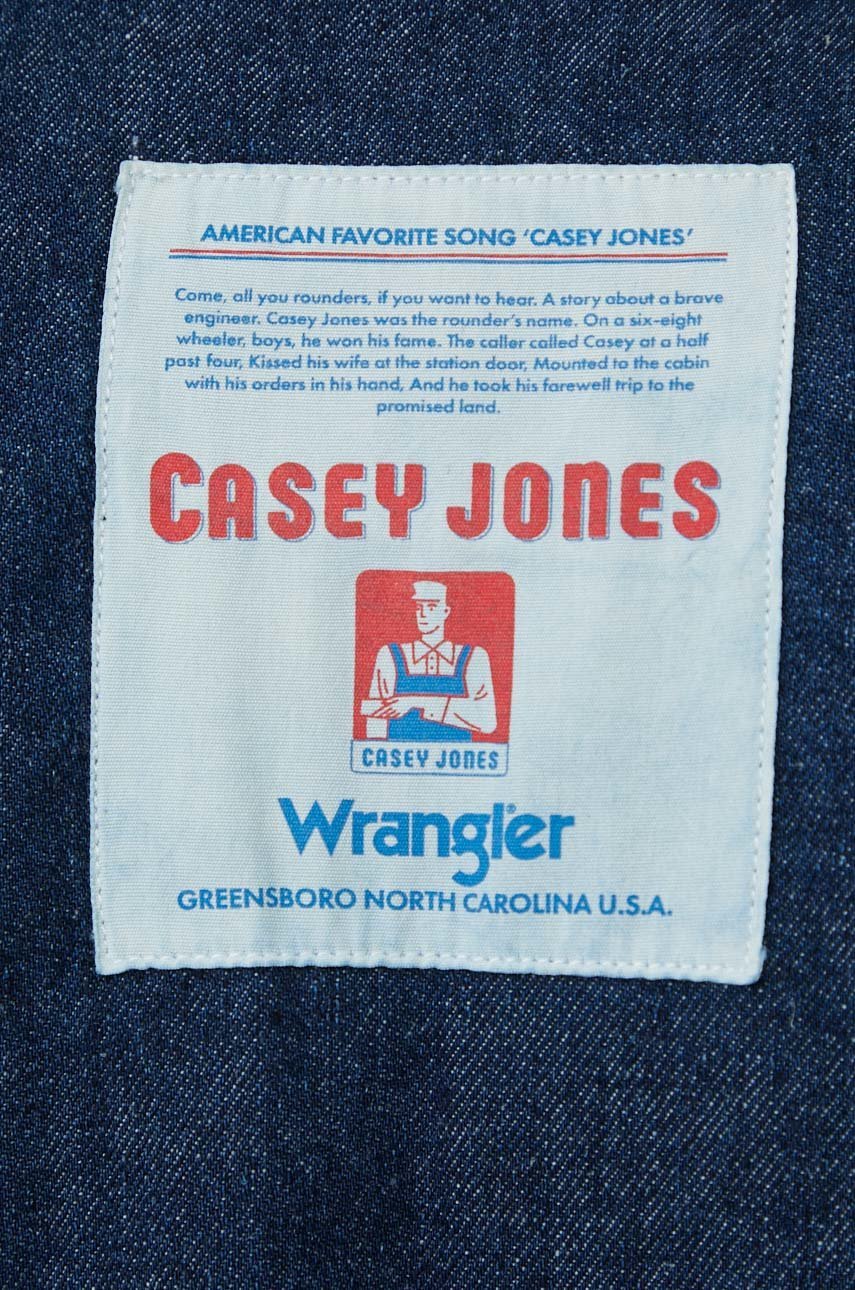 AMERICAN FAVORITE SONG ‘CASEY JONES’
Come, all you rounders, if you want to hear. A story about a brave
engineer. Casey Jones was the rounder's name. On a six-eight
wheeler, boys, he won his fame. The caller called Casey at a half
past four, Kissed his wife at the station door, Mounted to the cabin
with his orders in his hand, And he took his farewell trip to the
promised land.
CASEY JONES
CASEY JONES
Wrangler®
GREENSBORO NORTH CAROLINA U.S.A.